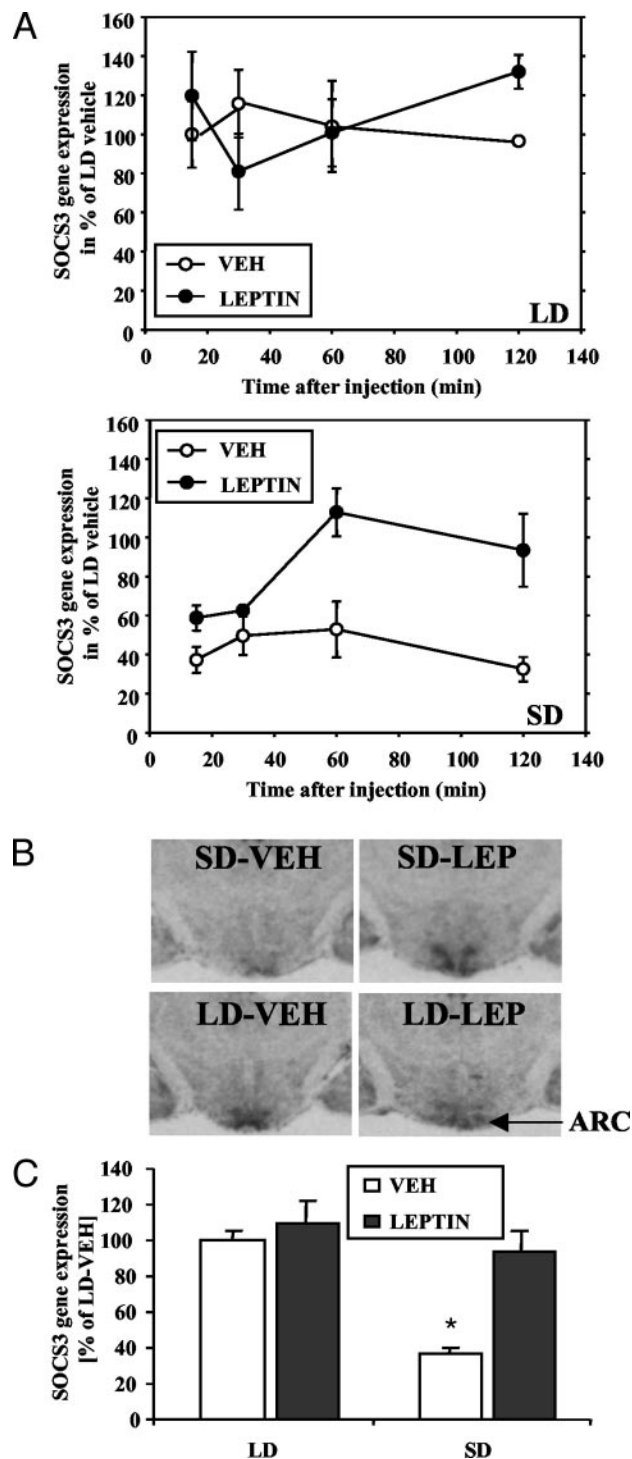 A
SOCS3 gene expression
in % of LD vehicle
160
140
120
100
80
60
40
20
0
VEH
LEPTIN
LD
0 20 40 60 80 100 120 140
Time after injection (min)
SOCS3 gene expression
in % of LD vehicle
160
140
120
100
80
60
40
20
0
VEH
LEPTIN
SD
0 20 40 60 80 100 120 140
Time after injection (min)
B
SD-VEH SD-LEP
LD-VEH LD-LEP
ARC
C
SOCS3 gene expression
[% of LD-VEH]
140
120
100
80
60
40
20
0
VEH
LEPTIN
*
LD SD